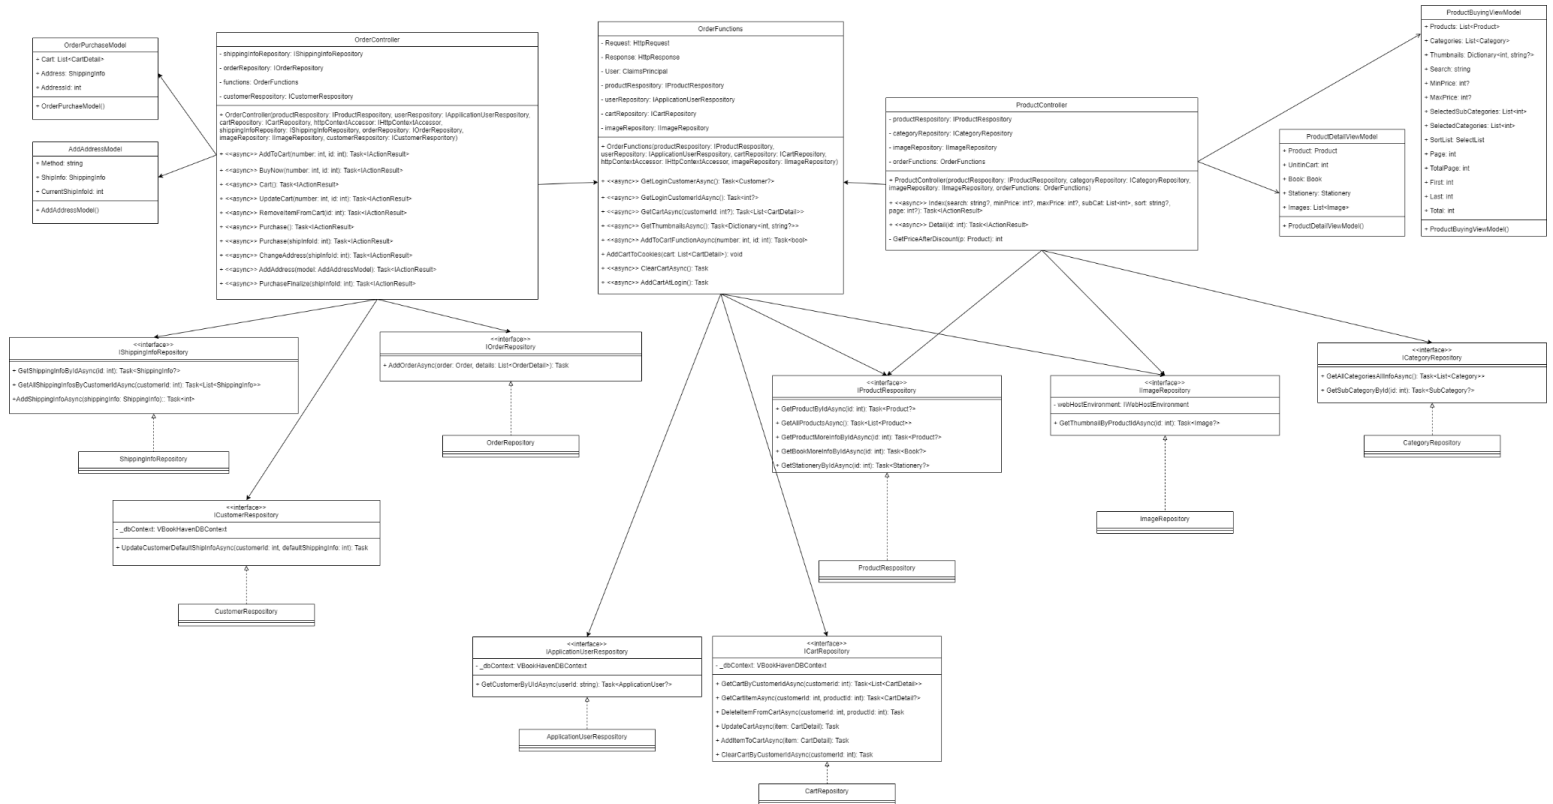 OrderPurchaseModel
+ Cart: List<CartDetail>
+ Address: ShippingInfo
+ AddressId: int
+ OrderPurchaeModel()
AddAddressModel
+ Method: string
+ ShipInfo: ShippingInfo
+ CurrentShipInfoId: int
+ AddAddressModel()
OrderController
- shippingInfoRepository: IShippingInfoRepository
- orderRepository: IOrderRepository
- functions: OrderFunctions
- customerRespository: ICustomerRespository
+ OrderController(productRespository: IProductRespository, userRespository: IApplicationUserRespository,
cartRepository: ICartRepository, httpContextAccessor: IHttpContextAccessor,
shippingInfoRepository: IShippingInfoRepository, orderRepository: IOrderRepository,
imageRepository: IImageRepository, customerRespository: ICustomerRespontory)
+ <<async>> AddToCart(number: int, id: int): Task<IActionResult>
+ <<async>> BuyNow(number: int, id: int): Task<IActionResult>
+ <<async>> Cart(): Task<IActionResult>
+ <<async>> UpdateCart(number: int, id: int): Task<IActionResult>
+ <<async>> RemoveItemFromCart(id: int): Task<IActionResult>
+ <<async>> Purchase(): Task<IActionResult>
+ <<async>> Purchase(shipInfoId: int): Task<IActionResult>
+ <<async>> ChangeAddress(shipInfoId: int): Task<IActionResult>
+ <<async>> AddAddress(model: AddAddressModel): Task<IActionResult>
+ <<async>> PurchaseFinalize(shipInfoId: int): Task<IActionResult>
OrderFunctions
- Request: HttpRequest
- Response: HttpResponse
- User: ClaimsPrincipal
- productRespository: IProductRespository
- userRepository: IApplicationUserRespository
- cartRepository: ICartRepository
- imageRepository: IImageRepository
+ OrderFunctions(productRespository: IProductRespository,
userRepository: IApplicationUserRespository, cartRepository: ICartRepository,
httpContextAccessor: IHttpContextAccessor, imageRepository: IImageRepository)
+ <<async>> GetLoginCustomerAsync(): Task<Customer?>
+ <<async>> GetLoginCustomerIdAsync(): Task<int?>
+ <<async>> GetCartAsync(customerId: int?): Task<List<CartDetail>>
+ <<async>> GetThumbnailsAsync(): Task<Dictionary<int, string?>>
+ <<async>> AddToCartFunctionAsync(number: int, id: int): Task<bool>
+ AddCartToCookies(cart: List<CartDetail>): void
+ <<async>> ClearCartAsync(): Task
+ <<async>> AddCartAtLogin(): Task
ProductController
- productRespository: IProductRespository
- categoryRepository: ICategoryRepository
- imageRepository: IImageRepository
- orderFunctions: OrderFunctions
+ ProductController(productRespository: IProductRespository, categoryRepository: ICategoryRepository,
imageRepository: IImageRepository, orderFunctions: OrderFunctions)
+ <<async>> Index(search: string?, minPrice: int?, maxPrice: int?, subCat: List<int>, sort: string?,
page: int?): Task<IActionResult>
+ <<async>> Detail(id: int): Task<IActionResult>
- GetPriceAfterDiscount(p: Product): int
ProductDetailViewModel
+ Product: Product
+ UnitInCart: int
+ Book: Book
+ Stationery: Stationery
+ Images: List<Image>
+ ProductDetailViewModel()
ProductBuyingViewModel
+ Products: List<Product>
+ Categories: List<Category>
+ Thumbnails: Dictionary<int, string?>
+ Search: string
+ MinPrice: int?
+ MaxPrice: int?
+ SelectedSubCategories: List<int>
+ SelectedCategories: List<int>
+ SortList: SelectList
+ Page: int
+ TotalPage: int
+ First: int
+ Last: int
+ Total: int
+ ProductBuyingViewModel()
<<interface>>
IShippingInfoRepository
+ GetShippingInfoByIdAsync(id: int): Task<ShippingInfo?>
+ GetAllShippingInfosByCustomerIdAsync(customerId: int): Task<List<ShippingInfo>>
+AddShippingInfoAsync(shippingInfo: ShippingInfo):: Task<int>
ShippingInfoRepository
<<interface>>
IOrderRepository
+ AddOrderAsync(order: Order, details: List<OrderDetail>): Task
OrderRepository
<<interface>>
ICustomerRespository
- _dbContext: VBookHavenDBContext
+ UpdateCustomerDefaultShipInfoAsync(customerId: int, defaultShippingInfo: int): Task
CustomerRespository
<<interface>>
IProductRespository
+ GetProductByIdAsync(id: int): Task<Product?>
+ GetAllProductsAsync(): Task<List<Product>>
+ GetProductMoreInfoByIdAsync(id: int): Task<Product?>
+ GetBookMoreInfoByIdAsync(id: int): Task<Book?>
+ GetStationeryByIdAsync(id: int): Task<Stationery?>
ProductRespository
<<interface>>
IImageRepository
- webHostEnvironment: IWebHostEnvironment
+ GetThumbnailByProductIdAsync(id: int): Task<Image?>
ImageRepository
<<interface>>
ICategoryRepository
+ GetAllCategoriesAllInfoAsync(): Task<List<Category>>
+ GetSubCategoryById(id: int): Task<SubCategory?>
CategoryRepository
<<interface>>
IApplicationUserRespository
- _dbContext: VBookHavenDBContext
+ GetCustomerByUIdAsync(userId: string): Task<ApplicationUser?>
ApplicationUserRespository
<<interface>>
ICartRepository
- _dbContext: VBookHavenDBContext
+ GetCartByCustomerIdAsync(customerId: int): Task<List<CartDetail>>
+ GetCartItemAsync(customerId: int, productId: int): Task<CartDetail?>
+ DeleteItemFromCartAsync(customerId: int, productId: int): Task
+ UpdateCartAsync(item: CartDetail): Task
+ AddItemToCartAsync(item: CartDetail): Task
+ ClearCartByCustomerIdAsync(customerId: int): Task
CartRepository